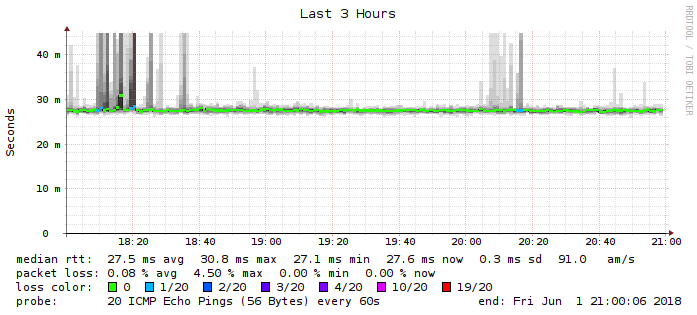 Last 3 Hours
RRDTOOL / TOBI OETIKER
Seconds
40 m
30 m
20 m
10 m
0
18:20 18:40 19:00 19:20 19:40 20:00 20:20 20:40 21:00
median rtt: 27.5 ms avg 30.8 ms max 27.1 ms min 27.6 ms now 0.3 ms sd 91.0 am/s
packet loss: 0.08 % avg 4.50 % max 0.00 % min 0.00 % now
loss color: 0 1/20 2/20 3/20 4/20 10/20 19/20
probe: 20 ICMP Echo Pings (56 Bytes) every 60s end: Fri Jun 1 21:00:06 2018